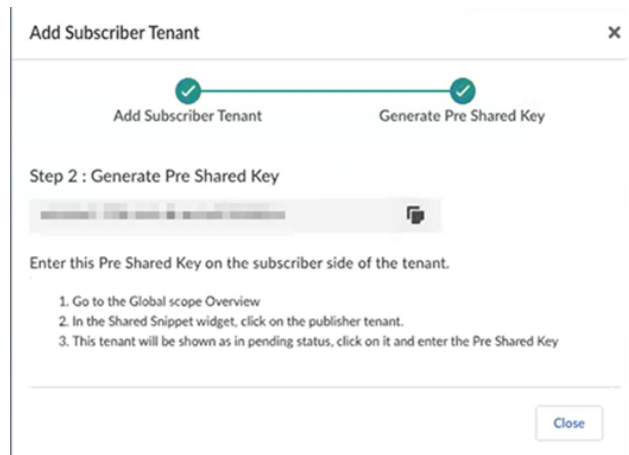 Add Subscriber Tenant
Add Subscriber Tenant
Generate Pre Shared Key
Step 2 : Generate Pre Shared Key
Enter this Pre Shared Key on the subscriber side of the tenant.
1. Go to the Global scope Overview
2. In the Shared Snippet widget, click on the publisher tenant.
3. This tenant will be shown as in pending status, click on it and enter the Pre Shared Key
Close